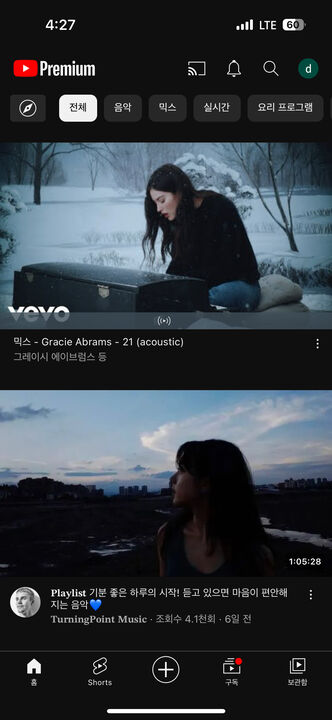 4:27
LTE 60
Premium
d
전체 음악 믹스 실시간 요리 프로그램
vevo
믹스 - Gracie Abrams - 21 (acoustic)
그레이시 에이브럼스 등
1:05:28
Playlist 기분 좋은 하루의 시작! 듣고 있으면 마음이 편안해
지는 음악💙
TurningPoint Music · 조회수 4.1천회 · 6일 전
홈 Shorts 구독 보관함